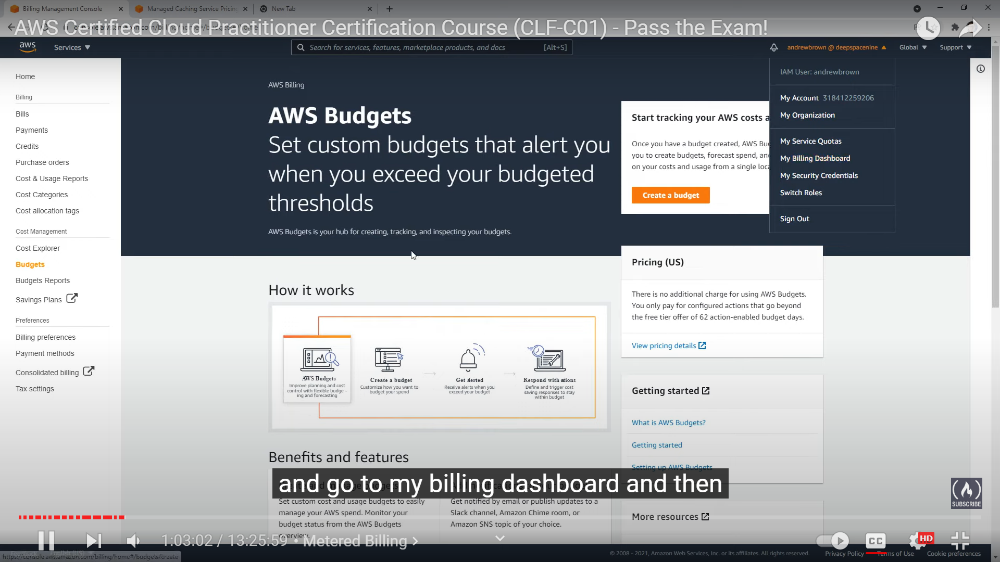 Billing Management Console
Managed Caching Service Pricing
New Tab
AWS Certified Cloud Practitioner Certification Course (CLF-C01) - Pass the Exam!
aws
Services
Search for services, features, marketplace products, and docs
[Alt+S]
andrewbrown @ deepspacenine
Global
Support
IAM User: andrewbrown
My Account 318412259206
My Organization
My Service Quotas
My Billing Dashboard
My Security Credentials
Switch Roles
Sign Out
Home
Billing
Bills
Payments
Credits
Purchase orders
Cost & Usage Reports
Cost Categories
Cost allocation tags
Cost Management
Cost Explorer
Budgets
Budgets Reports
Savings Plans
Preferences
Billing preferences
Payment methods
Consolidated billing
Tax settings
AWS Billing
AWS Budgets
Set custom budgets that alert you
when you exceed your budgeted
thresholds
AWS Budgets is your hub for creating, tracking, and inspecting your budgets.
Start tracking your AWS costs a
Once you have a budget created, AWS Bu
you to create budgets, forecast spend, an
on your costs and usage from a single loca
Create a budget
Pricing (US)
There is no additional charge for using AWS Budgets.
You only pay for configured actions that go beyond
the free tier offer of 62 action-enabled budget days.
View pricing details
How it works
AWS Budgets
Improve planning and cost
control with flexible budge -
ing and forecasting
Create a budget
Customize how you want to
budget your spend
Get alerted
Receive alerts when you
exceed your budget
Respond with actions
Define and trigger cost
saving responses to stay
within budget
Getting started
What is AWS Budgets?
Getting started
Setting up AWS Budgets
More resources
Benefits and features
and go to my billing dashboard and then
Set custom cost and usage budgets to easily
manage your AWS spend. Monitor your
budget status from the AWS Budgets
overview.
Get notified by email or publish updates to a
Slack channel, Amazon Chime room, or
Amazon SNS topic of your choice.
SUBSCRIBE
1:03:02 / 13:25:59 • Metered Billing
CC
HD
https://console.aws.amazon.com/billing/home#/budgets/create
© 2008 - 2021, Amazon Web Services, Inc. or its affiliates. All rights reserved.
Privacy Policy
Terms of Use
Cookie preferences